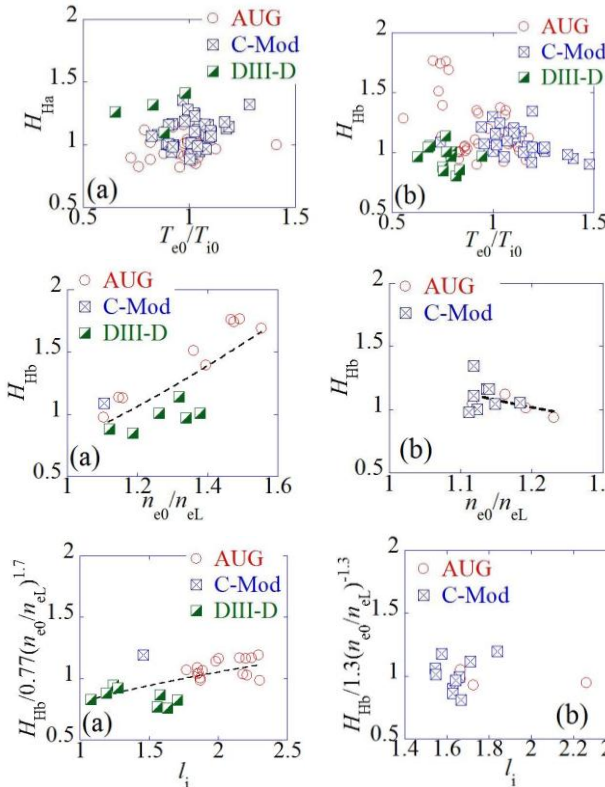 AUG
C-Mod
DIII-D
2
1.5
1
0.5
H_Ha
(a)
0.5
1
1.5
T_e0/T_i0
AUG
C-Mod
DIII-D
2
1.5
1
0.5
H_Hb
(b)
0.5
1
1.5
T_e0/T_i0
AUG
C-Mod
DIII-D
2
1.5
1
0.5
H_Hb
(a)
1
1.2
1.4
1.6
n_e0/n_eL
AUG
C-Mod
2
1.5
1
0.5
H_Hb
(b)
1
1.1
1.2
n_e0/n_eL
AUG
C-Mod
DIII-D
2
1.5
1
0.5
H_Hb/0.77(n_e0/n_eL)^1.7
(a)
1
1.5
2
2.5
l_i
AUG
C-Mod
2
1.5
1
0.5
H_Hb/1.3(n_e0/n_eL)^-1.3
(b)
1.4
1.6
1.8
2
2.2
l_i